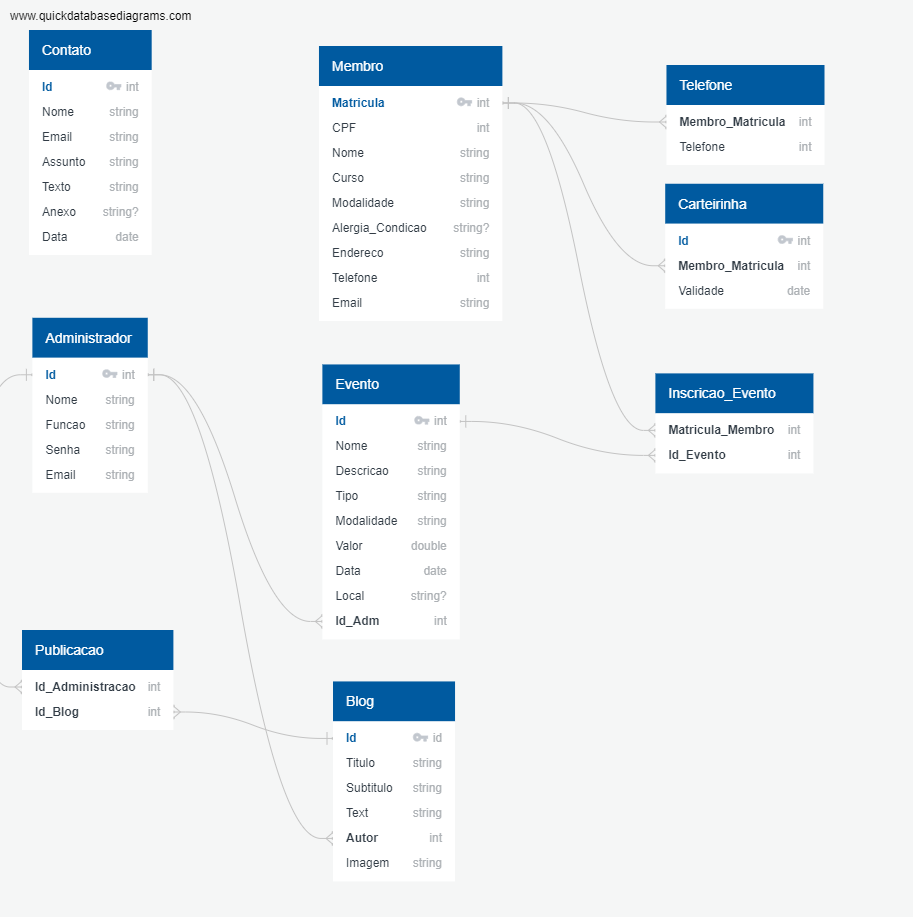 www.quickdatabasediagrams.com
Contato
Id int
Nome string
Email string
Assunto string
Texto string
Anexo string?
Data date
Membro
Matricula int
CPF int
Nome string
Curso string
Modalidade string
Alergia_Condicao string?
Endereco string
Telefone int
Email string
Telefone
Membro_Matricula int
Telefone int
Carteirinha
Id int
Membro_Matricula int
Validade date
Administrador
Id int
Nome string
Funcao string
Senha string
Email string
Evento
Id int
Nome string
Descricao string
Tipo string
Modalidade string
Valor double
Data date
Local string?
Id_Adm int
Inscricao_Evento
Matricula_Membro int
Id_Evento int
Publicacao
Id_Administracao int
Id_Blog int
Blog
Id id
Titulo string
Subtitulo string
Text string
Autor int
Imagem string